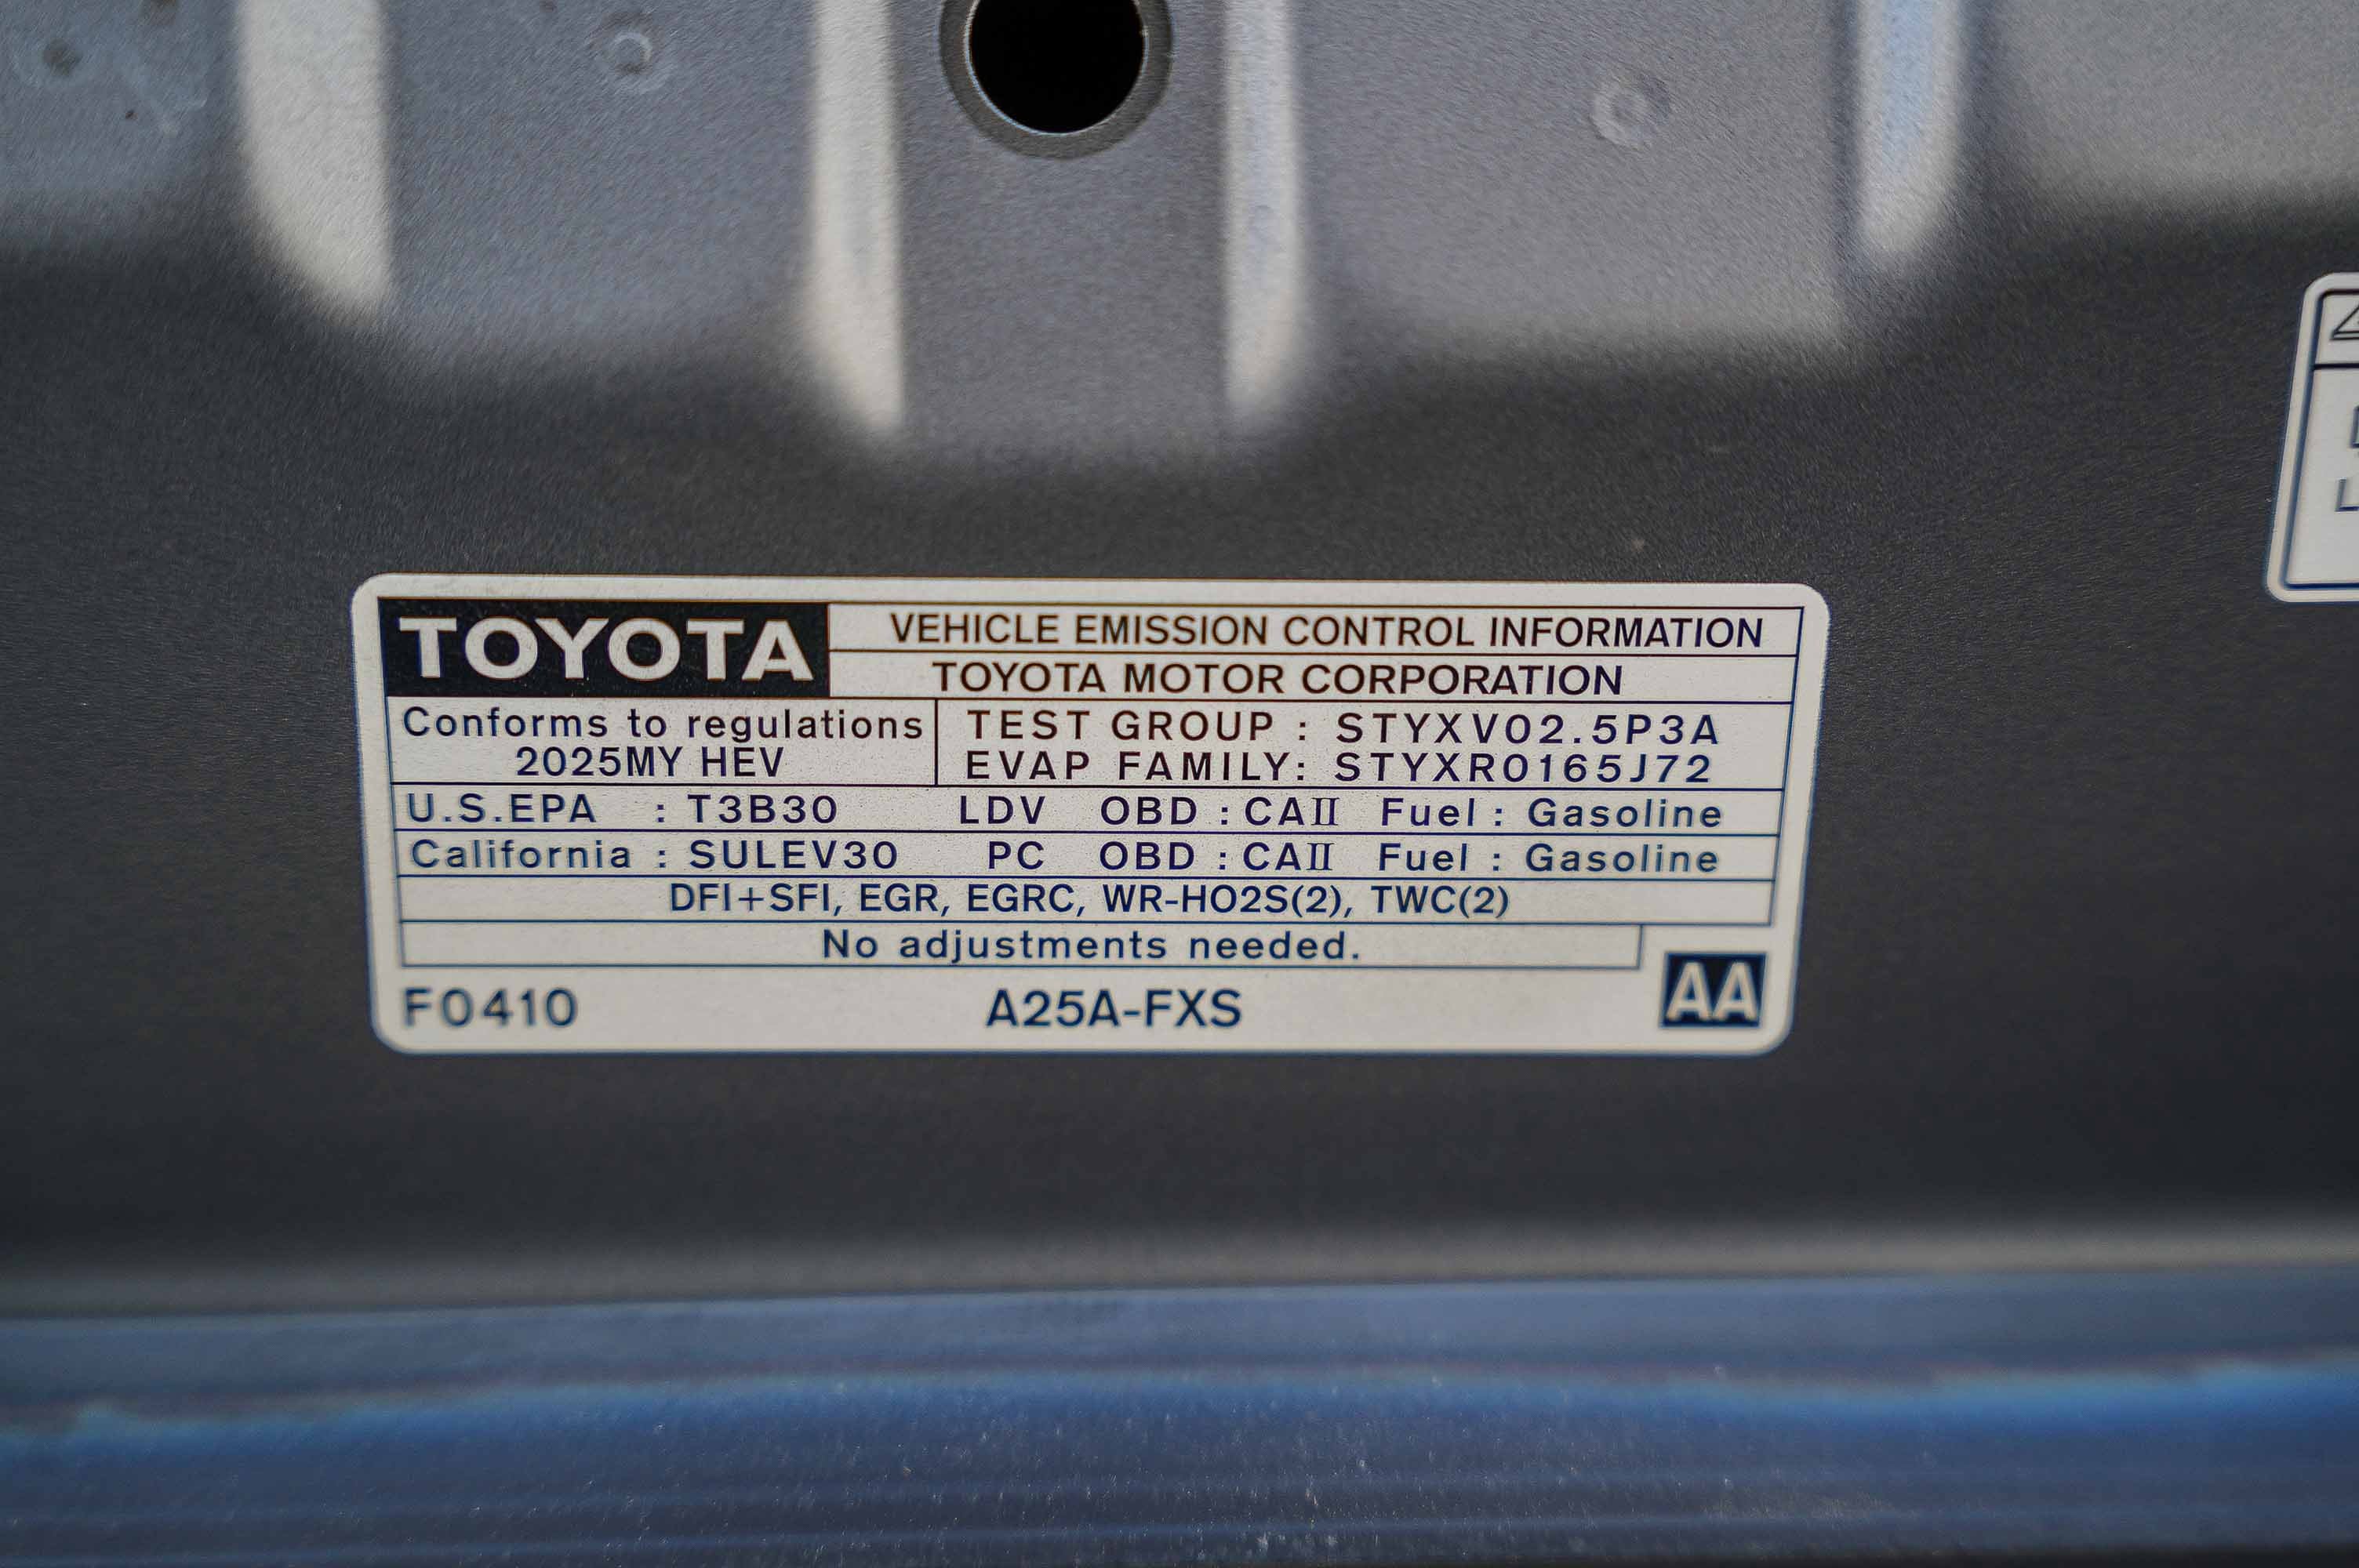 TOYOTA
VEHICLE EMISSION CONTROL INFORMATION
TOYOTA MOTOR CORPORATION
Conforms to regulations
2025MY HEV
TEST GROUP : STYXV02.5P3A
EVAP FAMILY: STYXR0165J72
U.S.EPA : T3B30 LDV OBD : CAII Fuel : Gasoline
California : SULEV30 PC OBD : CAII Fuel : Gasoline
DFI+SFI, EGR, EGRC, WR-HO2S(2), TWC(2)
No adjustments needed.
AA
F0410 A25A-FXS